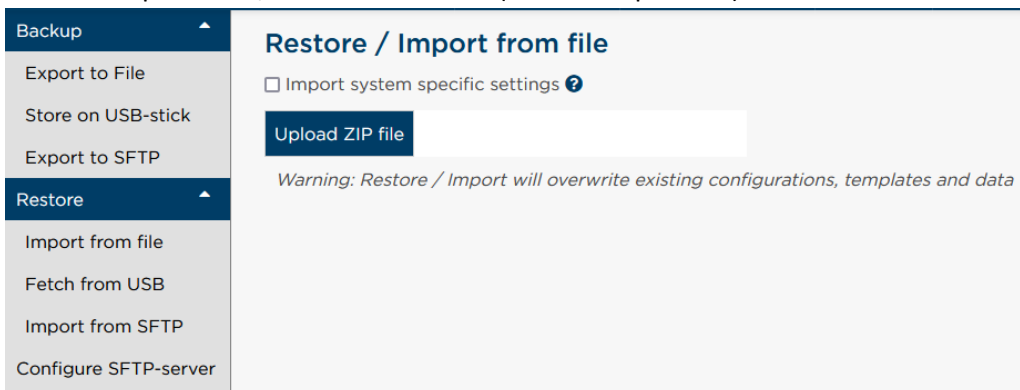 Backup
Export to File
Store on USB-stick
Export to SFTP
Restore
Import from file
Fetch from USB
Import from SFTP
Configure SFTP-server
Restore / Import from file
Import system specific settings ?
Upload ZIP file
Warning: Restore / Import will overwrite existing configurations, templates and data